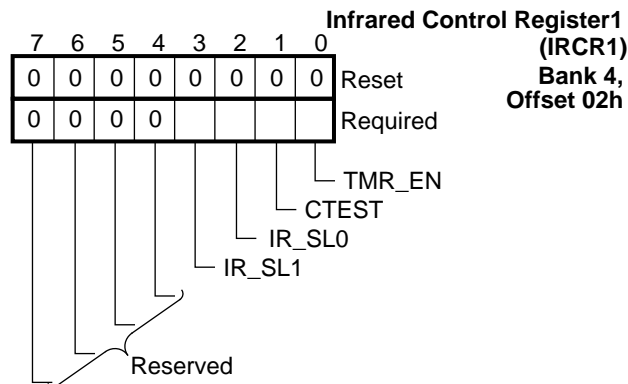 Infrared Control Register1
(IRCR1)
Bank 4,
Offset 02h
7 6 5 4 3 2 1 0
0 0 0 0 0 0 0 0 Reset
0 0 0 0 Required
TMR_EN
CTEST
IR_SL0
IR_SL1
Reserved